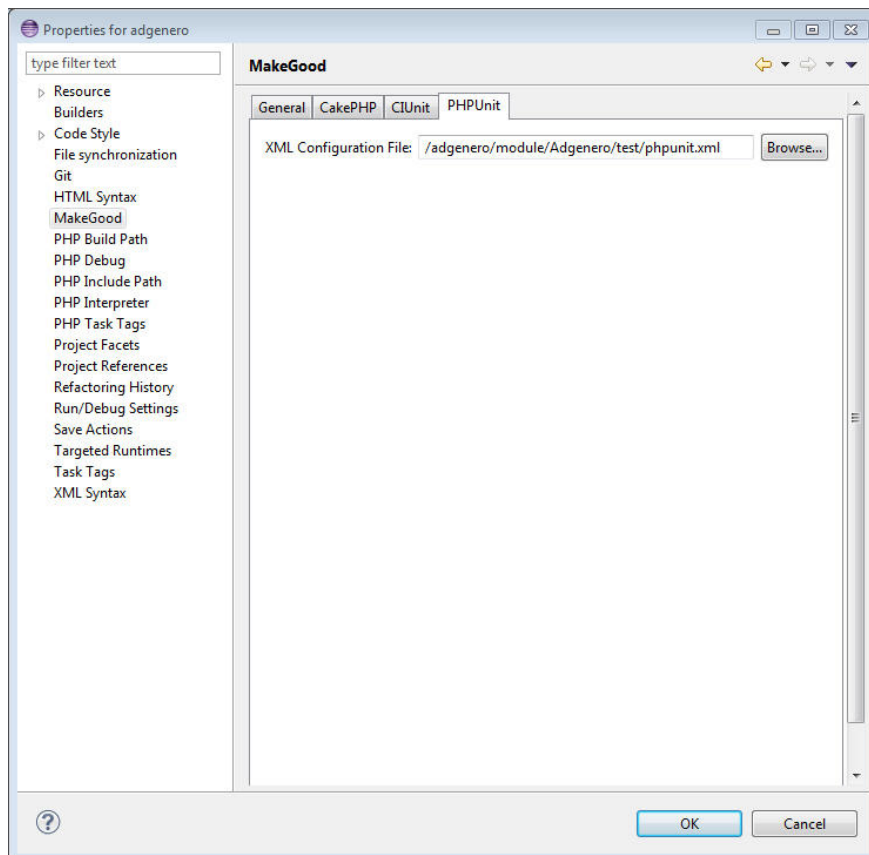 Properties for adgenero
type filter text
Resource
Builders
Code Style
File synchronization
Git
HTML Syntax
MakeGood
PHP Build Path
PHP Debug
PHP Include Path
PHP Interpreter
PHP Task Tags
Project Facets
Project References
Refactoring History
Run/Debug Settings
Save Actions
Targeted Runtimes
Task Tags
XML Syntax
MakeGood
General CakePHP CIUnit PHPUnit
XML Configuration File: /adgenero/module/Adgenero/test/phpunit.xml Browse...
? OK Cancel